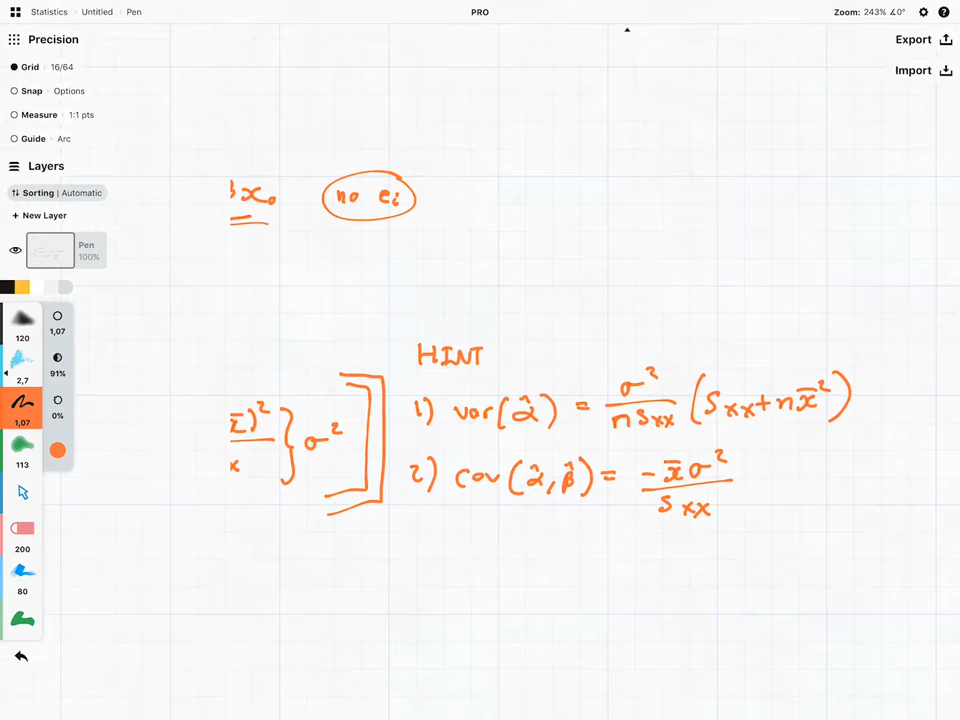 Statistics › Untitled › Pen
PRO
Zoom: 243% ∡0°
Precision
Export
Grid › 16/64
Import
Snap › Options
Measure › 1:1 pts
Guide › Arc
Layers
Sorting | Automatic
+ New Layer
Pen
100%
x₀ no eᵢ
120
1,07
2,7
91%
1,07
0%
113
200
80
HINT
1) var(α̂) = σ²/(n Sxx) (Sxx + n x̄²)
x̄)²
x } σ²
2) cov(α̂, β̂) = -x̄σ²/Sxx